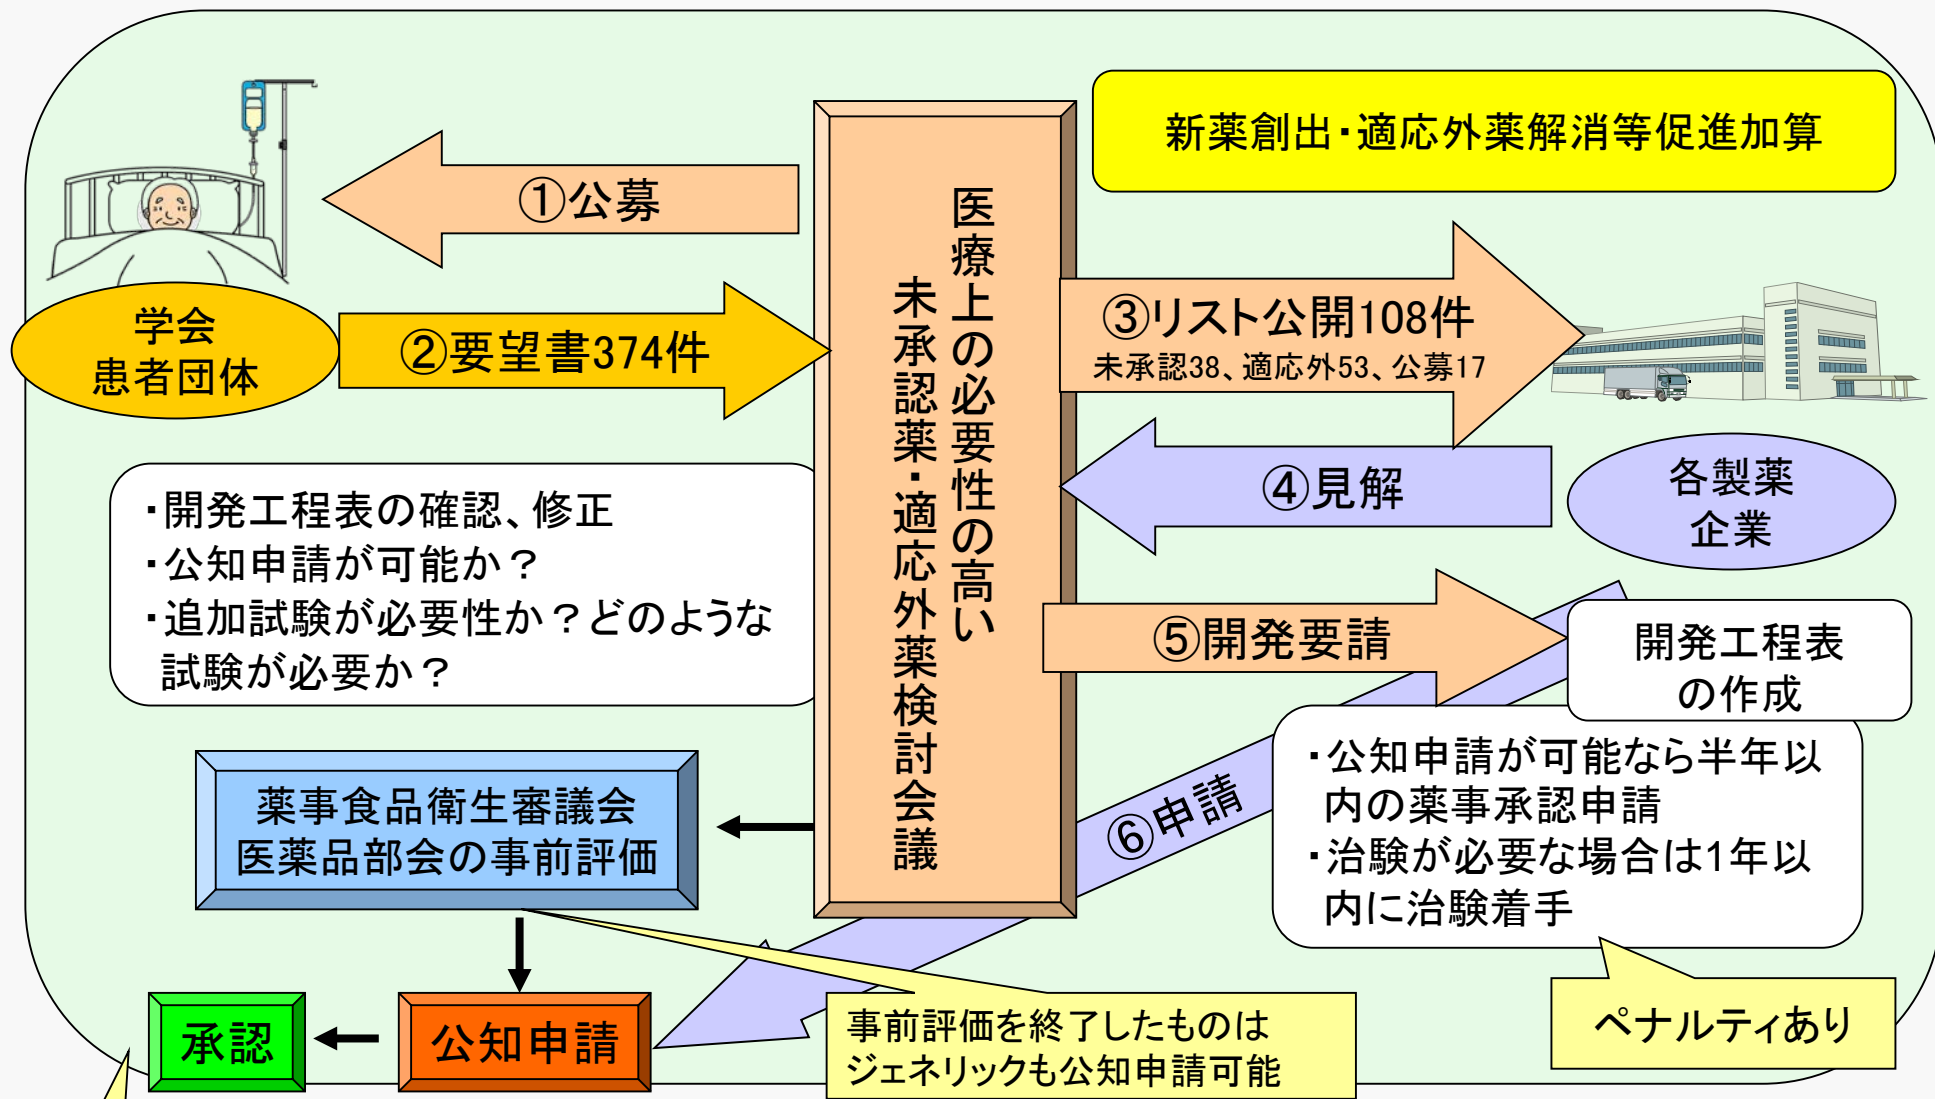 新薬創出・適応外薬解消等促進加算
①公募
医療上の必要性の高い
未承認薬・適応外薬検討会議
学会
患者団体
②要望書374件
③リスト公開108件
未承認38、適応外53、公募17
④見解
各製薬
企業
・開発工程表の確認、修正
・公知申請が可能か？
・追加試験が必要性か？どのような
試験が必要か？
⑤開発要請
開発工程表
の作成
・公知申請が可能なら半年以
内の薬事承認申請
・治験が必要な場合は1年以
内に治験着手
⑥申請
薬事食品衛生審議会
医薬品部会の事前評価
ペナルティあり
事前評価を終了したものは
ジェネリックも公知申請可能
承認
公知申請